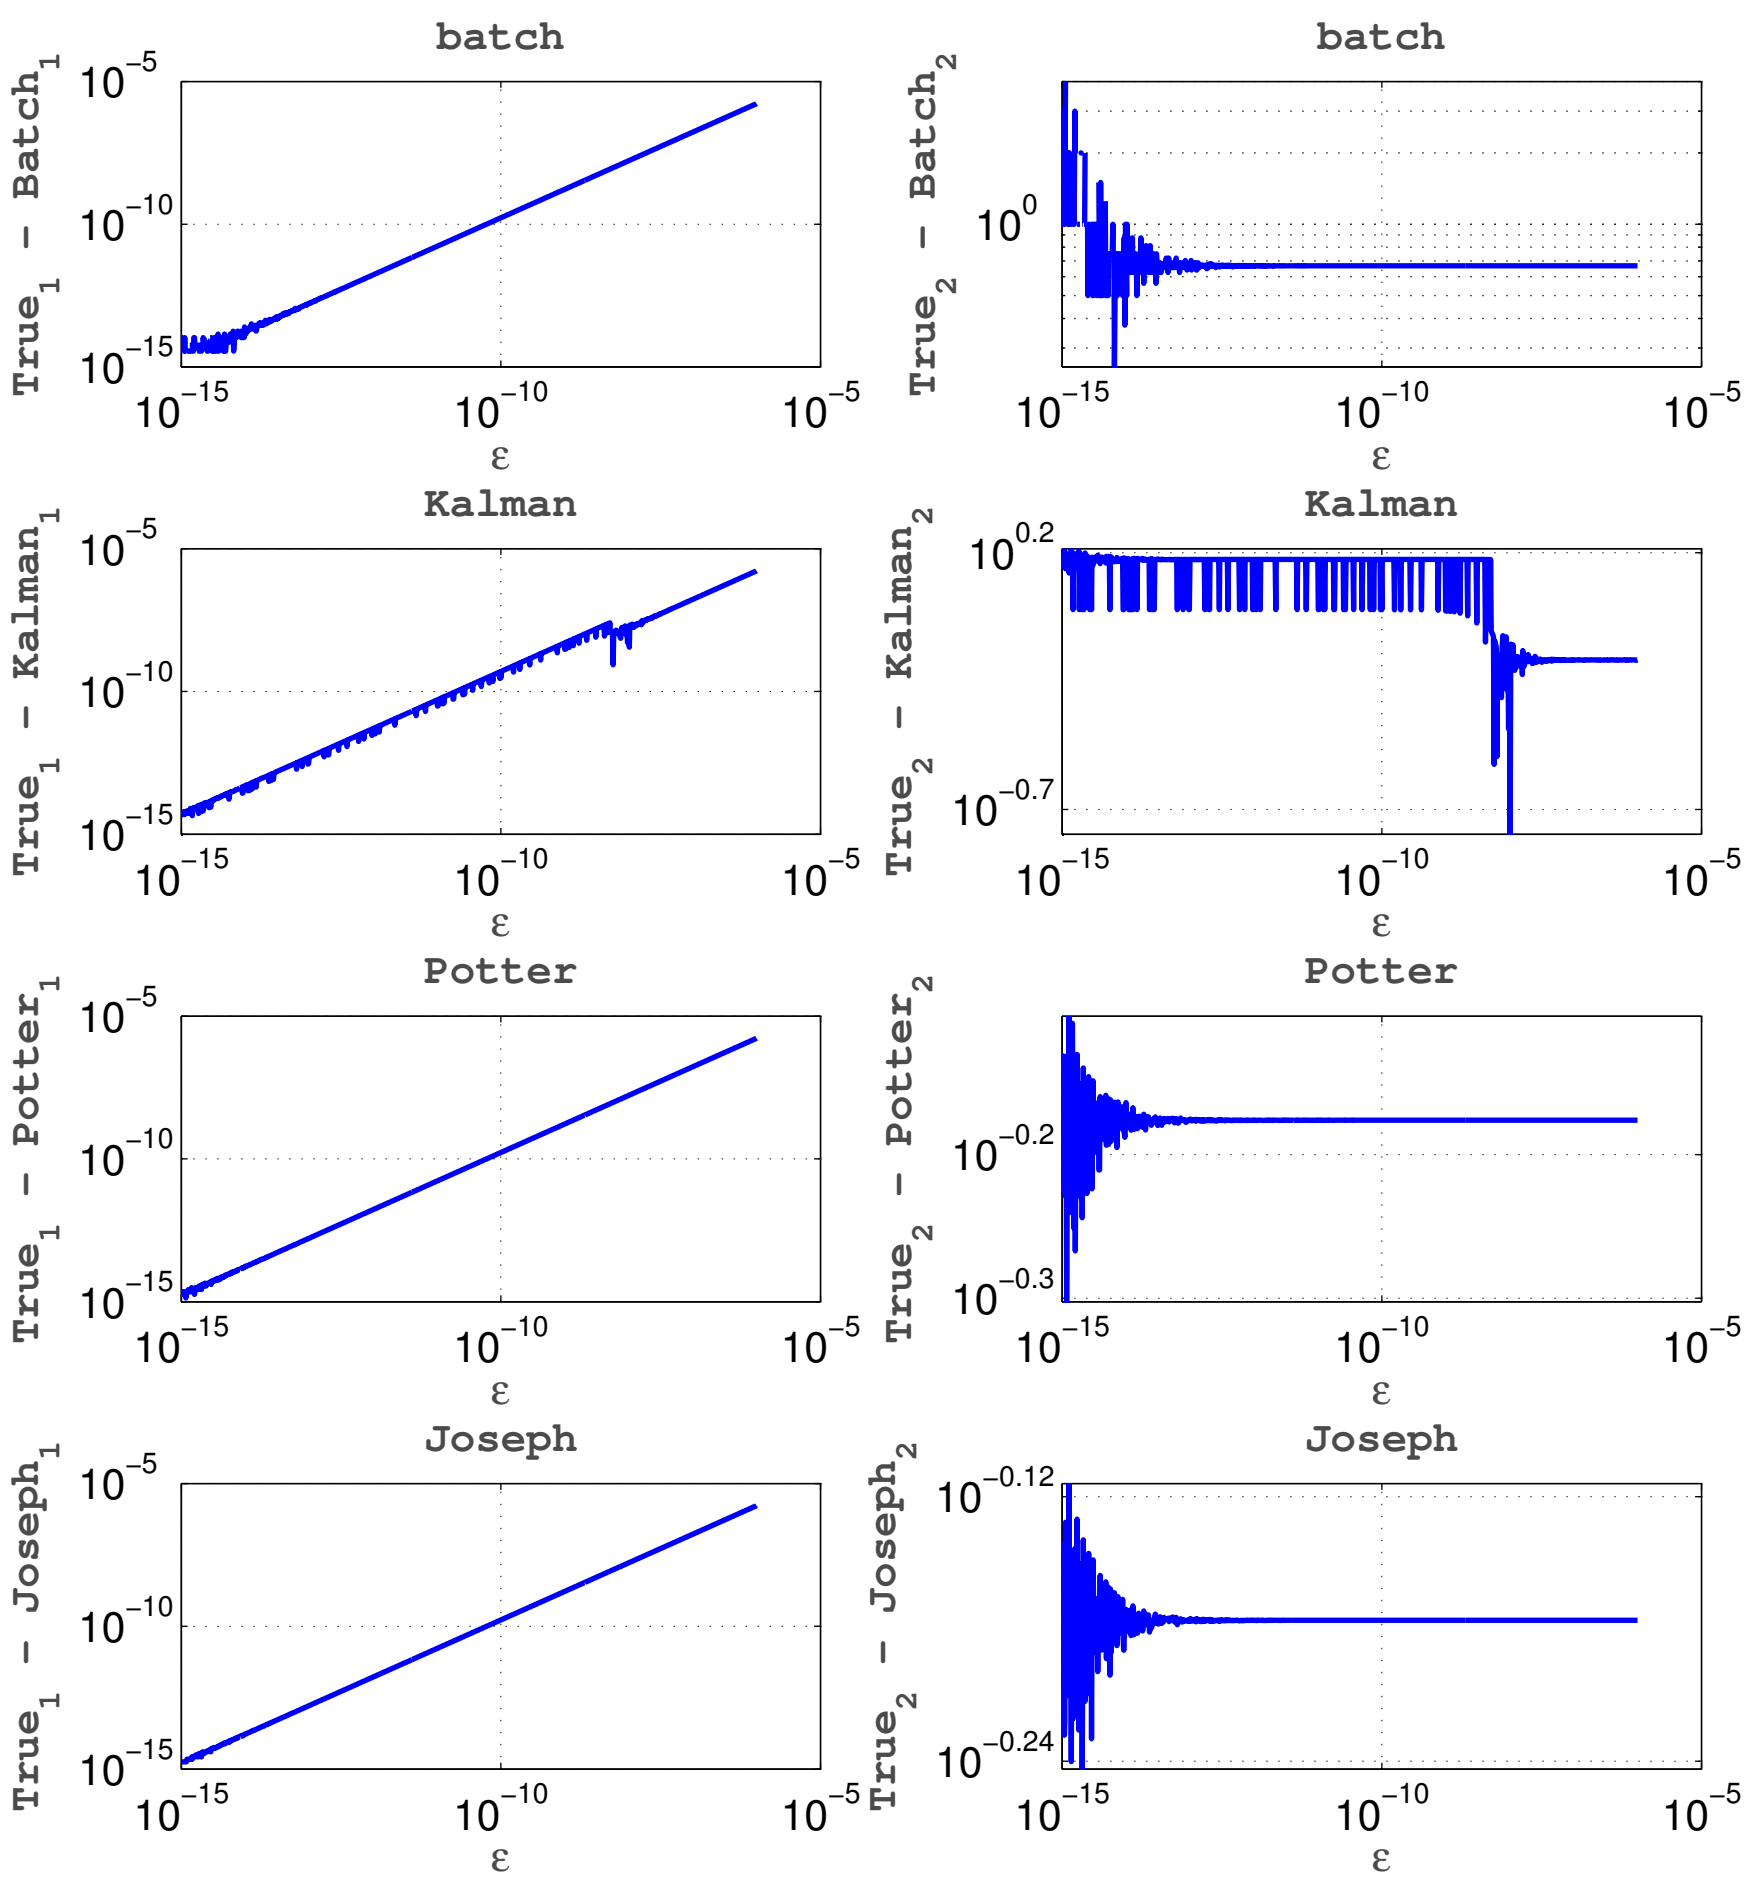 batch
True₁ − Batch₁
10⁻⁵
10⁻¹⁰
10⁻¹⁵
10⁻¹⁵ 10⁻¹⁰ 10⁻⁵
ε
batch
True₂ − Batch₂
10⁰
10⁻¹⁵ 10⁻¹⁰ 10⁻⁵
ε
Kalman
True₁ − Kalman₁
10⁻⁵
10⁻¹⁰
10⁻¹⁵
10⁻¹⁵ 10⁻¹⁰ 10⁻⁵
ε
Kalman
True₂ − Kalman₂
10^0.2
10^−0.7
10⁻¹⁵ 10⁻¹⁰ 10⁻⁵
ε
Potter
True₁ − Potter₁
10⁻⁵
10⁻¹⁰
10⁻¹⁵
10⁻¹⁵ 10⁻¹⁰ 10⁻⁵
ε
Potter
True₂ − Potter₂
10^−0.2
10^−0.3
10⁻¹⁵ 10⁻¹⁰ 10⁻⁵
ε
Joseph
True₁ − Joseph₁
10⁻⁵
10⁻¹⁰
10⁻¹⁵
10⁻¹⁵ 10⁻¹⁰ 10⁻⁵
ε
Joseph
True₂ − Joseph₂
10^−0.12
10^−0.24
10⁻¹⁵ 10⁻¹⁰ 10⁻⁵
ε